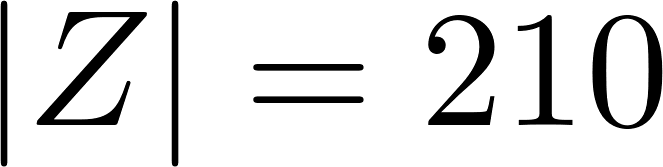 |Z| = 210